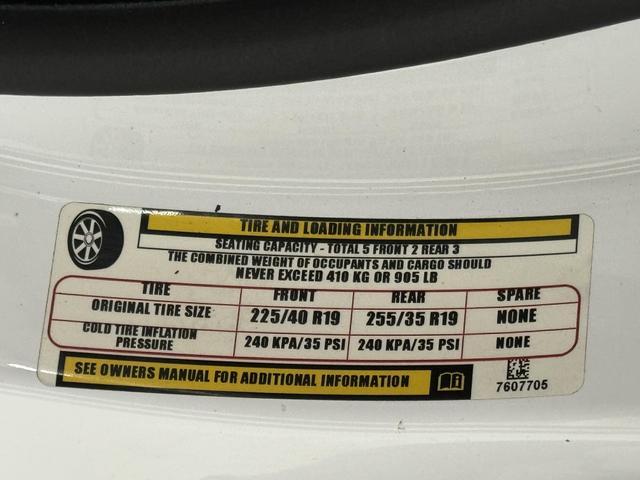 TIRE AND LOADING INFORMATION
SEATING CAPACITY - TOTAL 5 FRONT 2 REAR 3
THE COMBINED WEIGHT OF OCCUPANTS AND CARGO SHOULD
NEVER EXCEED 410 KG OR 905 LB
TIRE FRONT REAR SPARE
ORIGINAL TIRE SIZE 225/40 R19 255/35 R19 NONE
COLD TIRE INFLATION
PRESSURE 240 KPA/35 PSI 240 KPA/35 PSI NONE
SEE OWNERS MANUAL FOR ADDITIONAL INFORMATION
7607705